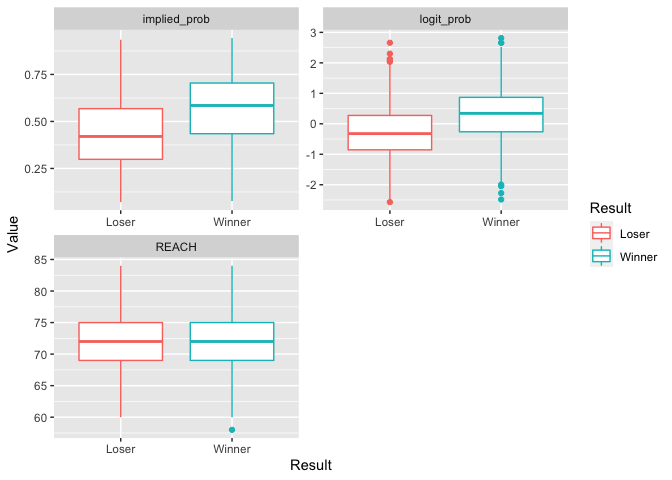 implied_prob
logit_prob
0.75
0.50
0.25
3
2
1
0
-1
-2
Loser
Winner
Loser
Winner
REACH
85
80
75
70
65
60
Loser
Winner
Value
Result
Result
Loser
Winner